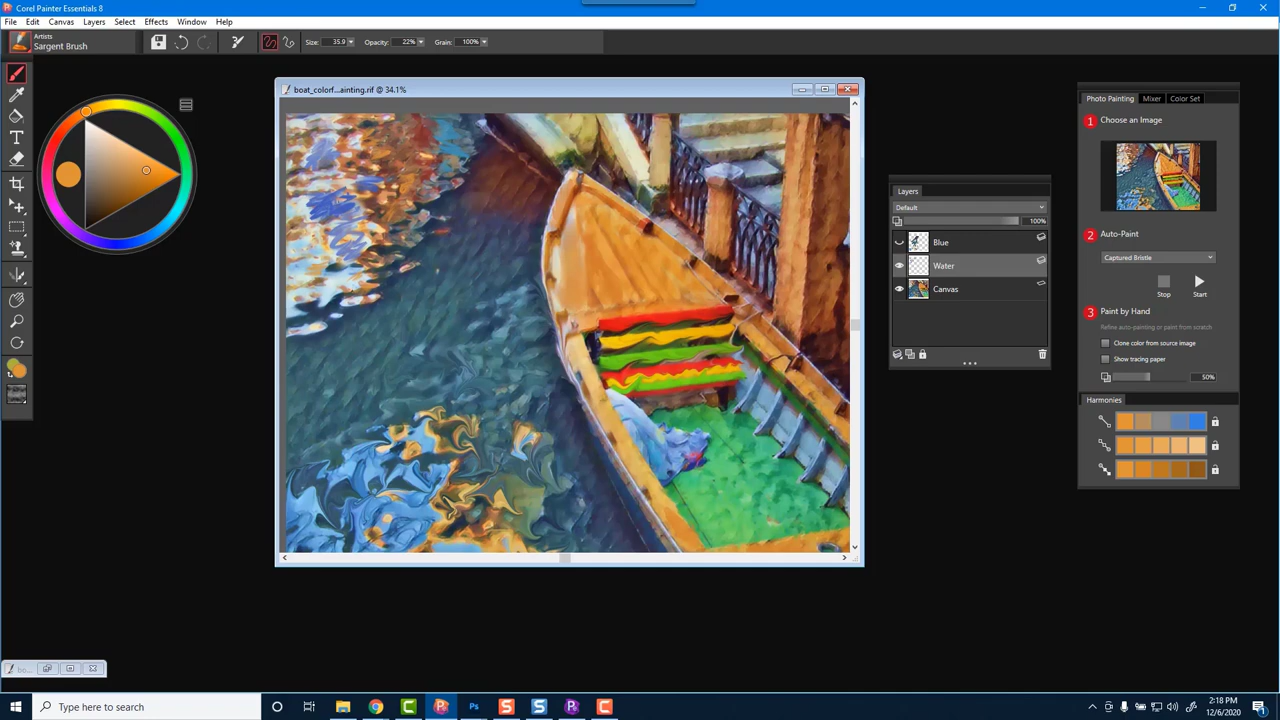 Corel Painter Essentials 8
File Edit Canvas Layers Select Effects Window Help
Artists
Sargent Brush
Size: 35.9 Opacity: 22% Grain: 100%
boat_colorf...ainting.rif @ 34.1%
Photo Painting Mixer Color Set
1 Choose an Image
2 Auto-Paint
Captured Bristle
Stop Start
3 Paint by Hand
Refine auto-painting or paint from scratch
Clone color from source image
Show tracing paper
50%
Harmonies
Layers
Default
100%
Blue
Water
Canvas
bo...
Type here to search
2:18 PM
12/6/2020